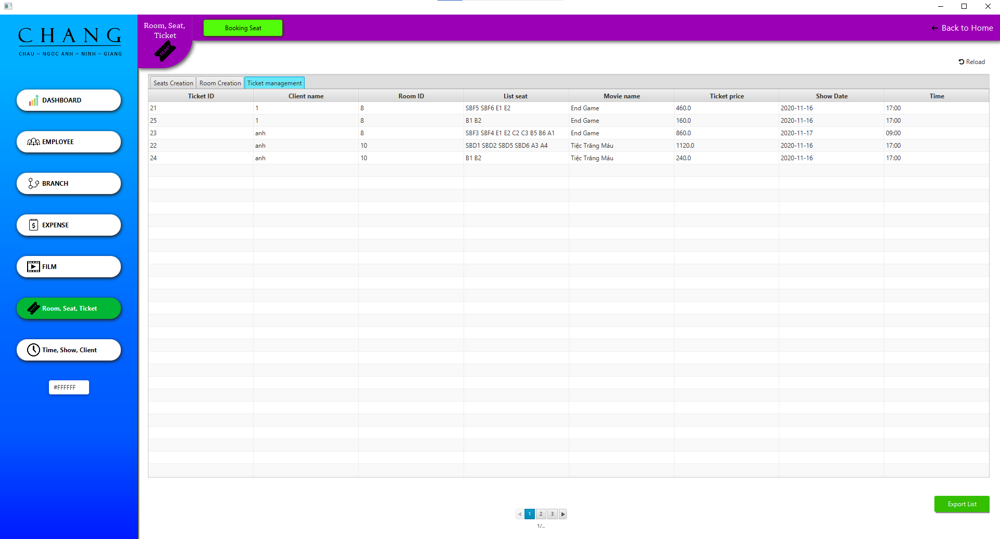 CHANG
CHAU – NGOC ANH – NINH – GIANG
DASHBOARD
EMPLOYEE
BRANCH
EXPENSE
FILM
Room, Seat, Ticket
Time, Show, Client
#FFFFFF
Room, Seat,
Ticket
TICKET
Booking Seat
Back to Home
Reload
Seats Creation Room Creation Ticket management
Ticket ID Client name Room ID List seat Movie name Ticket price Show Date Time
21 1 8 SBF5 SBF6 E1 E2 End Game 460.0 2020-11-16 17:00
25 1 8 B1 B2 End Game 160.0 2020-11-16 17:00
23 anh 8 SBF3 SBF4 E1 E2 C2 C3 B5 B6 A1 End Game 860.0 2020-11-17 09:00
22 anh 10 SBD1 SBD2 SBD5 SBD6 A3 A4 Tiệc Trăng Máu 1120.0 2020-11-16 17:00
24 anh 10 B1 B2 Tiệc Trăng Máu 240.0 2020-11-16 17:00
Export List
1 2 3
1/...